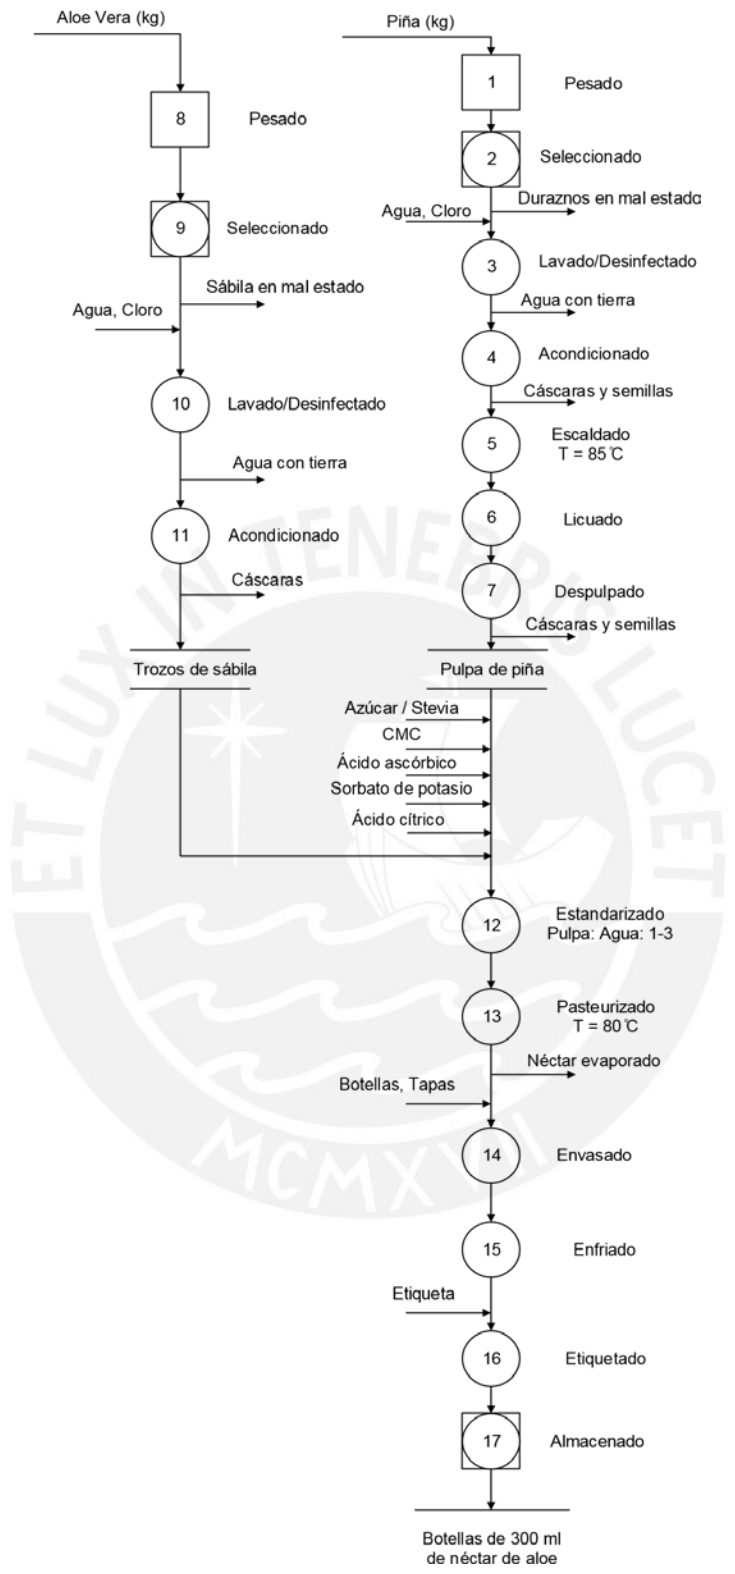 Aloe Vera (kg)
Piña (kg)
1
Pesado
8
Pesado
2
Seleccionado
Duraznos en mal estado
Agua, Cloro
9
Seleccionado
3
Lavado/Desinfectado
Sábila en mal estado
Agua con tierra
Agua, Cloro
4
Acondicionado
Cáscaras y semillas
10
Lavado/Desinfectado
5
Escaldado
T = 85°C
Agua con tierra
6
Licuado
11
Acondicionado
Cáscaras
7
Despulpado
Cáscaras y semillas
Trozos de sábila
Pulpa de piña
Azúcar / Stevia
CMC
Ácido ascórbico
Sorbato de potasio
Ácido cítrico
12
Estandarizado
Pulpa: Agua: 1-3
13
Pasteurizado
T = 80°C
Néctar evaporado
Botellas, Tapas
14
Envasado
15
Enfriado
Etiqueta
16
Etiquetado
17
Almacenado
Botellas de 300 ml
de néctar de aloe
ET LUX IN TENEBRIS LUCET
MCMXVII